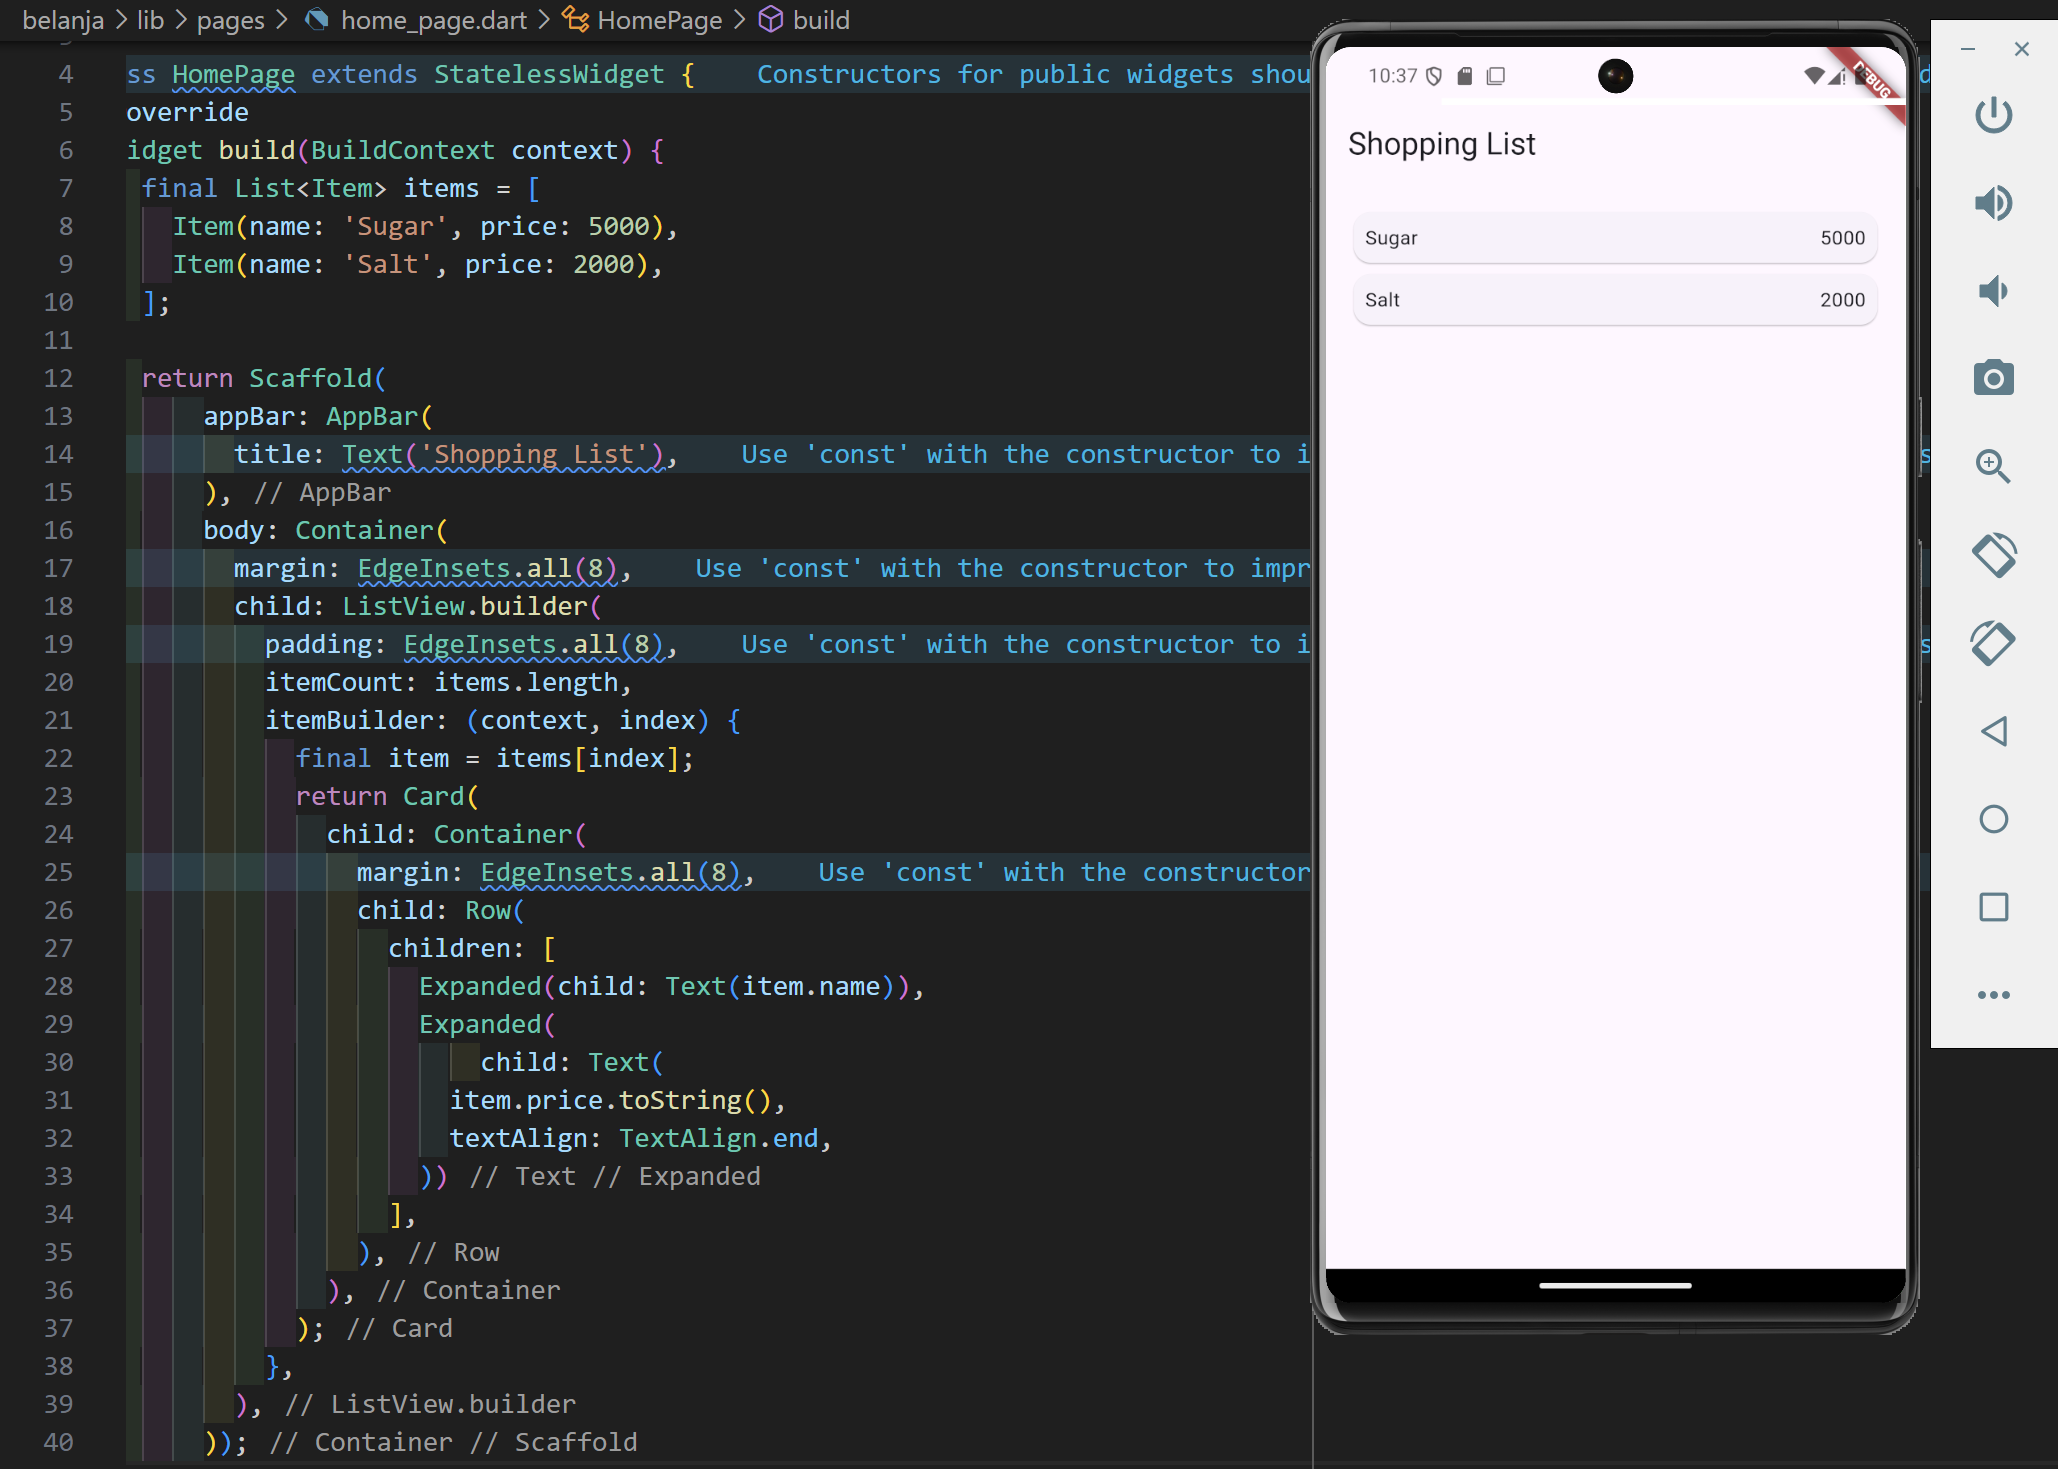 belanja > lib > pages > home_page.dart > HomePage > build
4 ss HomePage extends StatelessWidget { Constructors for public widgets shou
5 override
6 idget build(BuildContext context) {
7 final List<Item> items = [
8 Item(name: 'Sugar', price: 5000),
9 Item(name: 'Salt', price: 2000),
10 ];
11
12 return Scaffold(
13 appBar: AppBar(
14 title: Text('Shopping List'), Use 'const' with the constructor to i
15 ), // AppBar
16 body: Container(
17 margin: EdgeInsets.all(8), Use 'const' with the constructor to impr
18 child: ListView.builder(
19 padding: EdgeInsets.all(8), Use 'const' with the constructor to i
20 itemCount: items.length,
21 itemBuilder: (context, index) {
22 final item = items[index];
23 return Card(
24 child: Container(
25 margin: EdgeInsets.all(8), Use 'const' with the constructor
26 child: Row(
27 children: [
28 Expanded(child: Text(item.name)),
29 Expanded(
30 child: Text(
31 item.price.toString(),
32 textAlign: TextAlign.end,
33 )) // Text // Expanded
34 ],
35 ), // Row
36 ), // Container
37 ); // Card
38 },
39 ), // ListView.builder
40 )); // Container // Scaffold
10:37
DEBUG
Shopping List
Sugar 5000
Salt 2000